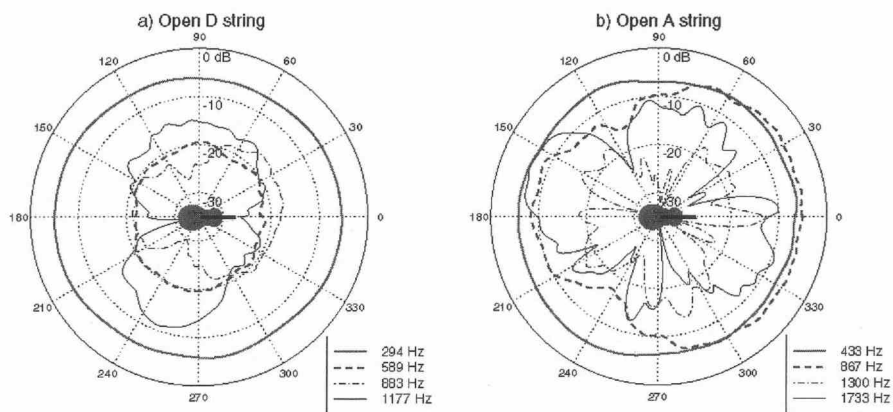 a) Open D string
90
0 dB
120
60
-10
150
30
-20
-30
180
0
210
330
240
300
270
294 Hz
589 Hz
883 Hz
1177 Hz
b) Open A string
90
0 dB
120
60
-10
150
30
-20
-30
180
0
210
330
240
300
270
433 Hz
867 Hz
1300 Hz
1733 Hz